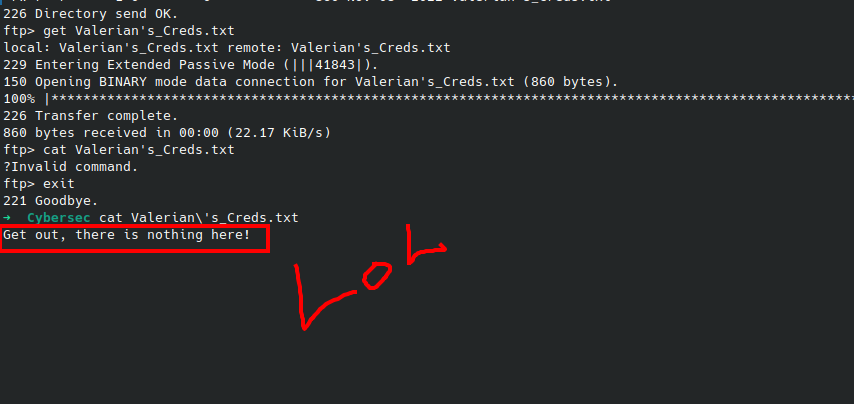 226 Directory send OK.
ftp> get Valerian's_Creds.txt
local: Valerian's_Creds.txt remote: Valerian's_Creds.txt
229 Entering Extended Passive Mode (|||41843|).
150 Opening BINARY mode data connection for Valerian's_Creds.txt (860 bytes).
100% |*****************************************************************************************************
226 Transfer complete.
860 bytes received in 00:00 (22.17 KiB/s)
ftp> cat Valerian's_Creds.txt
?Invalid command.
ftp> exit
221 Goodbye.
→ Cybersec cat Valerian\'s_Creds.txt
Get out, there is nothing here!
LoL